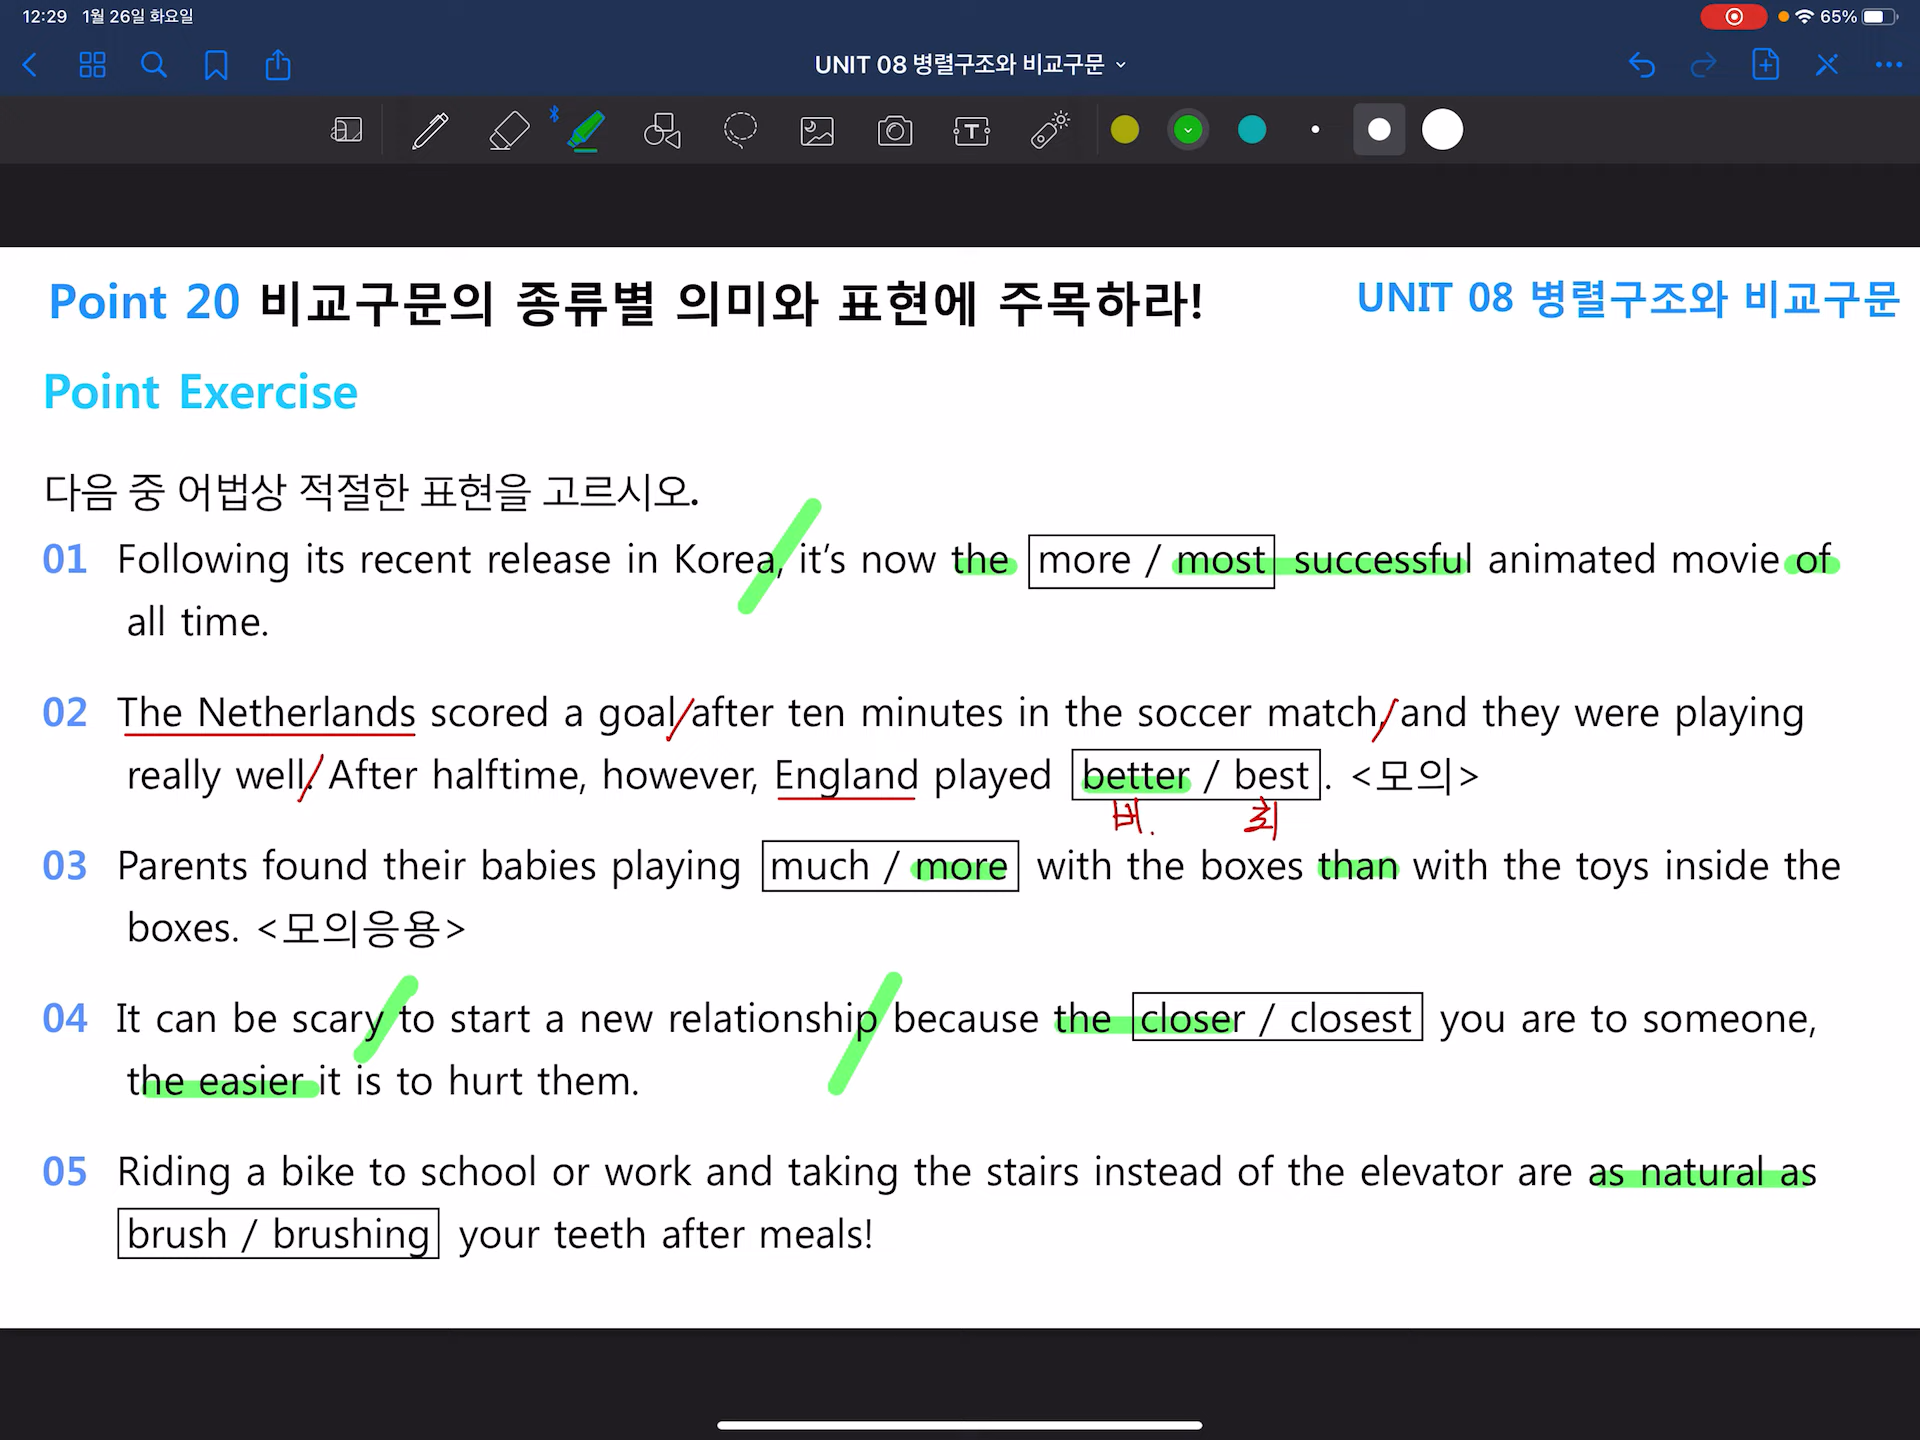 12:29 1월 26일 화요일
65%
UNIT 08 병렬구조와 비교구문
Point 20 비교구문의 종류별 의미와 표현에 주목하라!
UNIT 08 병렬구조와 비교구문
Point Exercise
다음 중 어법상 적절한 표현을 고르시오.
01 Following its recent release in Korea, it's now the more / most successful animated movie of
all time.
02 The Netherlands scored a goal after ten minutes in the soccer match, and they were playing
really well. After halftime, however, England played better / best. <모의>
비. 최
03 Parents found their babies playing much / more with the boxes than with the toys inside the
boxes. <모의응용>
04 It can be scary to start a new relationship because the closer / closest you are to someone,
the easier it is to hurt them.
05 Riding a bike to school or work and taking the stairs instead of the elevator are as natural as
brush / brushing your teeth after meals!